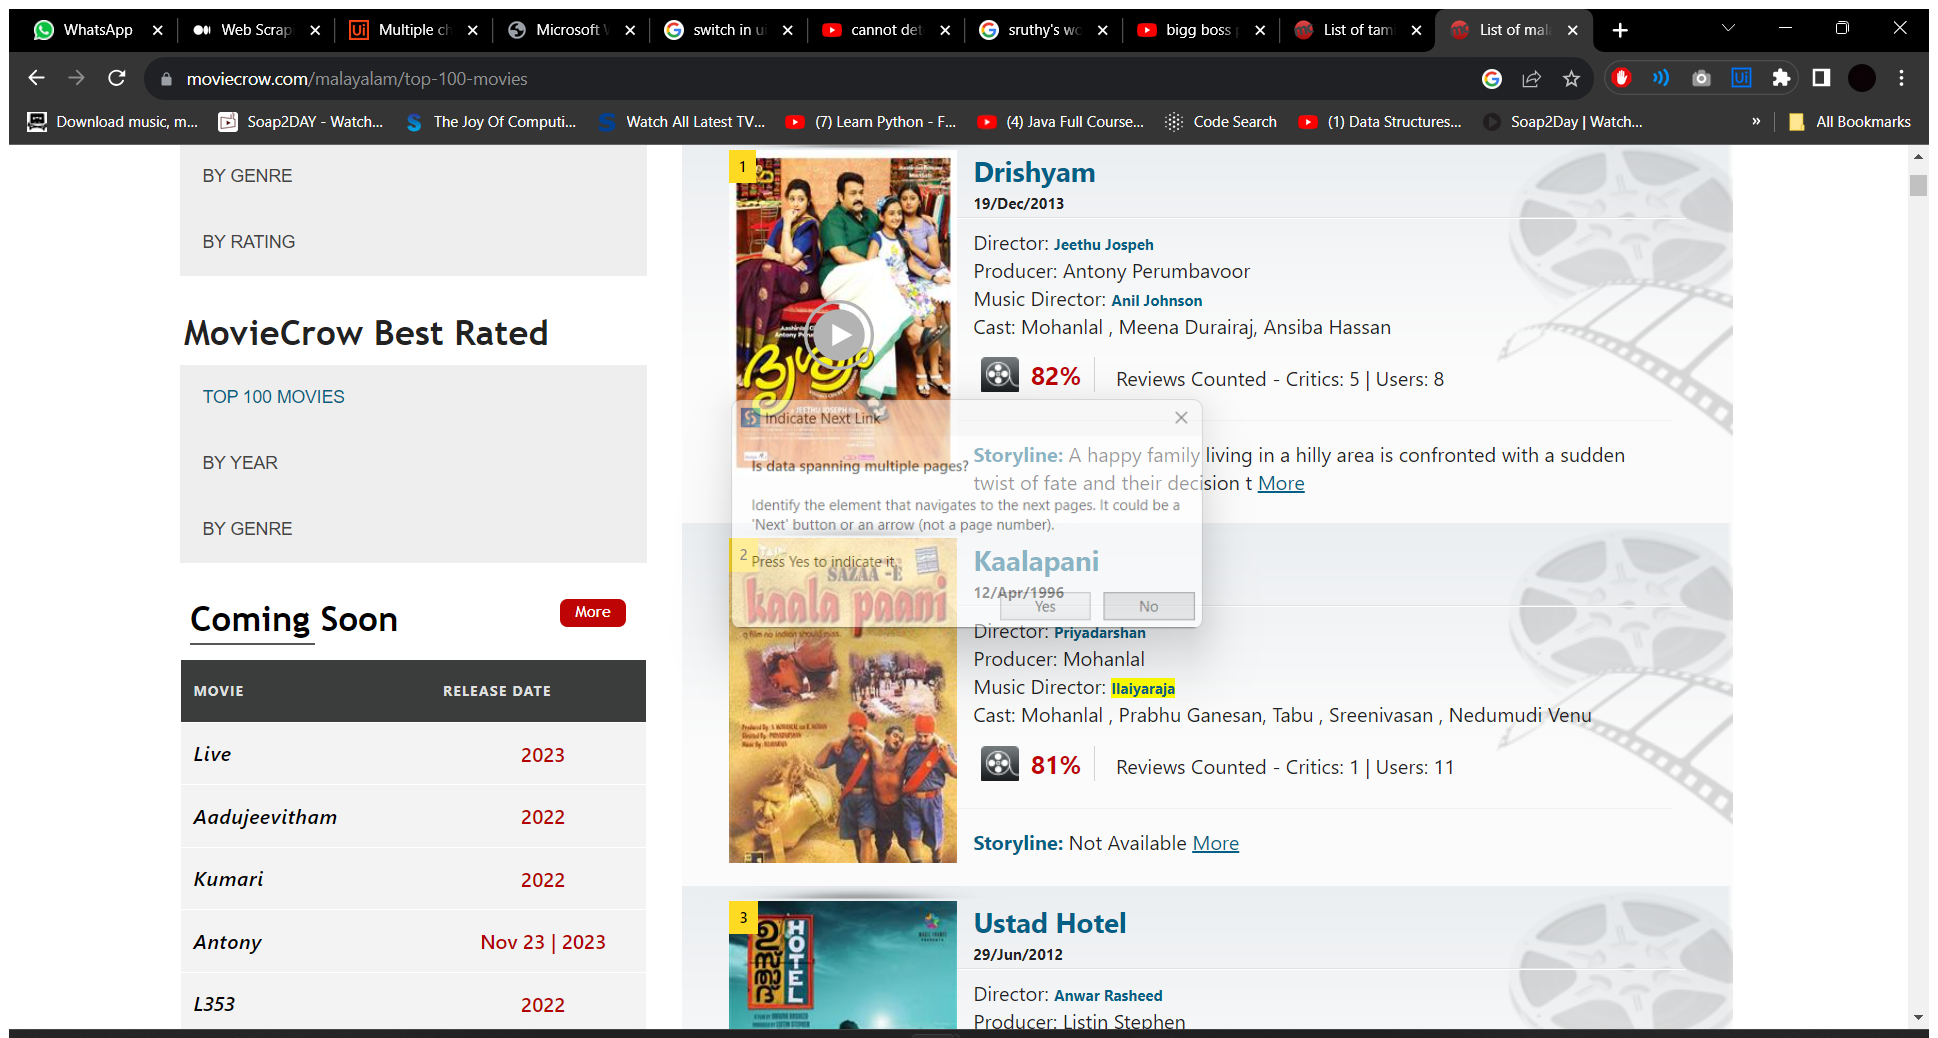 WhatsApp
Web Scrap
Multiple ch
Microsoft W
switch in ui
cannot det
sruthy's wo
bigg boss p
List of tami
List of mala
moviecrow.com/malayalam/top-100-movies
Download music, m...
Soap2DAY - Watch...
The Joy Of Computi...
Watch All Latest TV...
(7) Learn Python - F...
(4) Java Full Course...
Code Search
(1) Data Structures...
Soap2Day | Watch...
»
All Bookmarks
BY GENRE
BY RATING
MovieCrow Best Rated
TOP 100 MOVIES
BY YEAR
BY GENRE
Coming Soon
More
MOVIE RELEASE DATE
Live 2023
Aadujeevitham 2022
Kumari 2022
Antony Nov 23 | 2023
L353 2022
1
ദൃശ്യം
Drishyam
19/Dec/2013
Director: Jeethu Jospeh
Producer: Antony Perumbavoor
Music Director: Anil Johnson
Cast: Mohanlal , Meena Durairaj, Ansiba Hassan
82% Reviews Counted - Critics: 5 | Users: 8
Storyline: A happy family living in a hilly area is confronted with a sudden
twist of fate and their decision t More
Indicate Next Link
Is data spanning multiple pages?
Identify the element that navigates to the next pages. It could be a
'Next' button or an arrow (not a page number).
Press Yes to indicate it.
Yes
No
2
SAZAA -E
kaala paani
Kaalapani
12/Apr/1996
Director: Priyadarshan
Producer: Mohanlal
Music Director: Ilaiyaraja
Cast: Mohanlal , Prabhu Ganesan, Tabu , Sreenivasan , Nedumudi Venu
81% Reviews Counted - Critics: 1 | Users: 11
Storyline: Not Available More
3
ഉസ്താദ്
HOTEL
Ustad Hotel
29/Jun/2012
Director: Anwar Rasheed
Producer: Listin Stephen